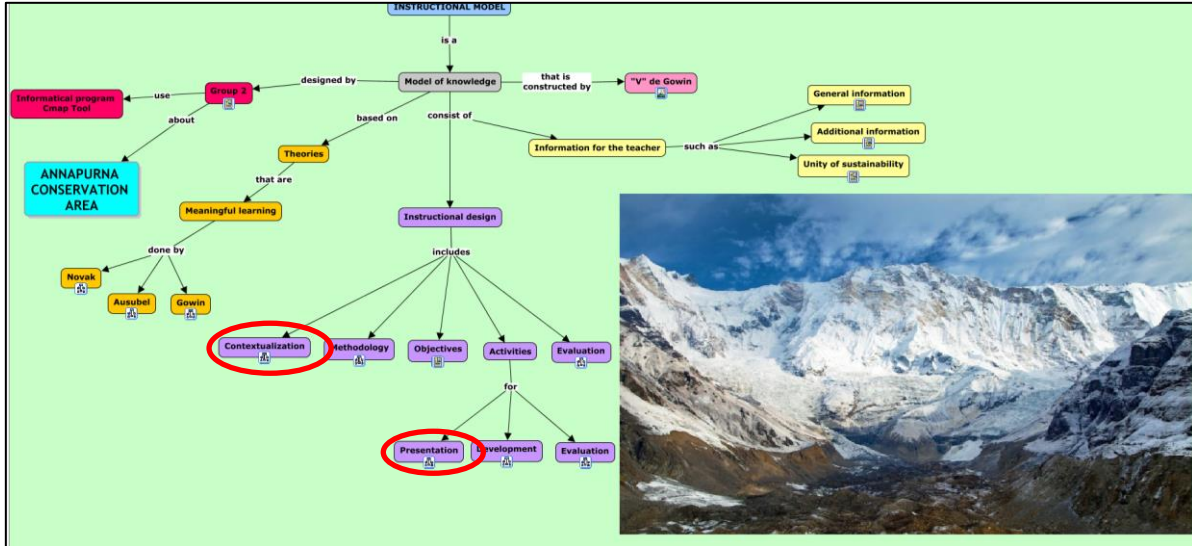 INSTRUCTIONAL MODEL
is a
designed by
Model of knowledge
that is
constructed by
"V" de Gowin
Informatical program
Cmap Tool
use
Group 2
about
based on
consist of
General information
Information for the teacher
such as
Additional information
Unity of sustainability
ANNAPURNA
CONSERVATION
AREA
Theories
that are
Meaningful learning
Instructional design
done by
includes
Novak
Ausubel
Gowin
Contextualization
Methodology
Objectives
Activities
Evaluation
for
Presentation
Development
Evaluation